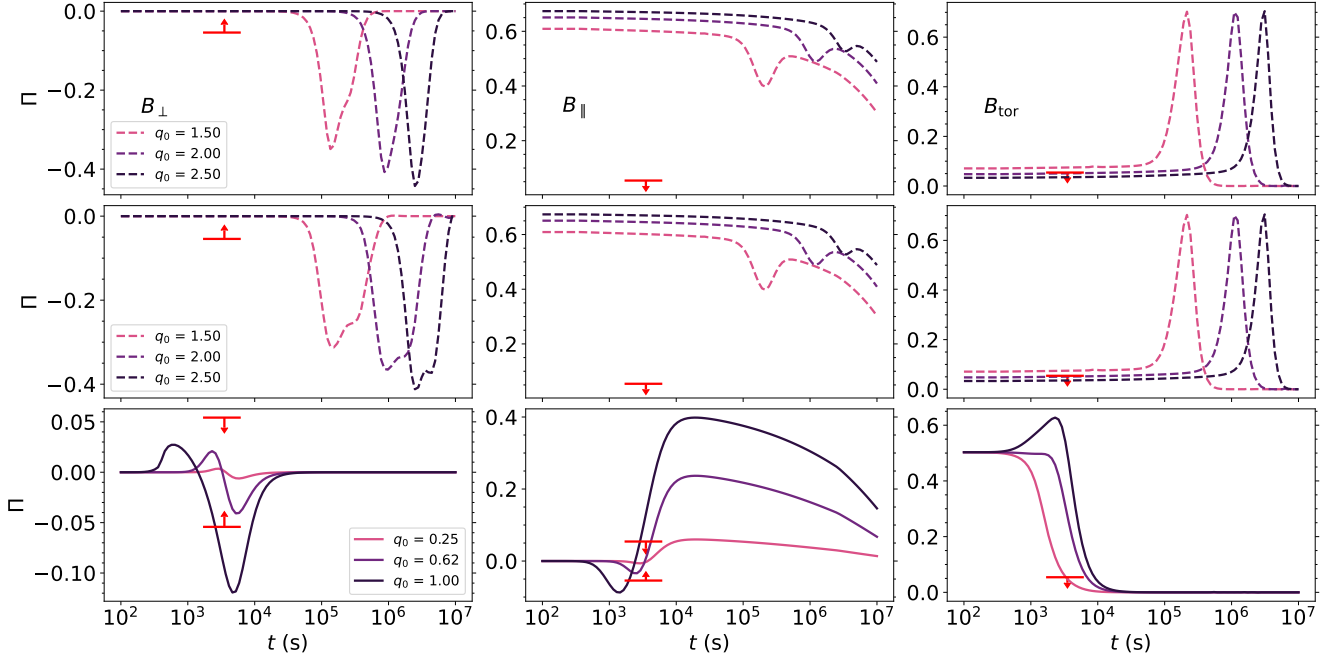 0.0
−0.2
−0.4
Π
B⊥
q₀ = 1.50
q₀ = 2.00
q₀ = 2.50
0.6
0.4
0.2
B∥
0.6
0.4
0.2
0.0
B_tor
0.0
−0.2
−0.4
Π
q₀ = 1.50
q₀ = 2.00
q₀ = 2.50
0.6
0.4
0.2
0.6
0.4
0.2
0.0
0.05
0.00
−0.05
−0.10
Π
q₀ = 0.25
q₀ = 0.62
q₀ = 1.00
10² 10³ 10⁴ 10⁵ 10⁶ 10⁷
t (s)
0.4
0.2
0.0
10² 10³ 10⁴ 10⁵ 10⁶ 10⁷
t (s)
0.6
0.4
0.2
0.0
10² 10³ 10⁴ 10⁵ 10⁶ 10⁷
t (s)